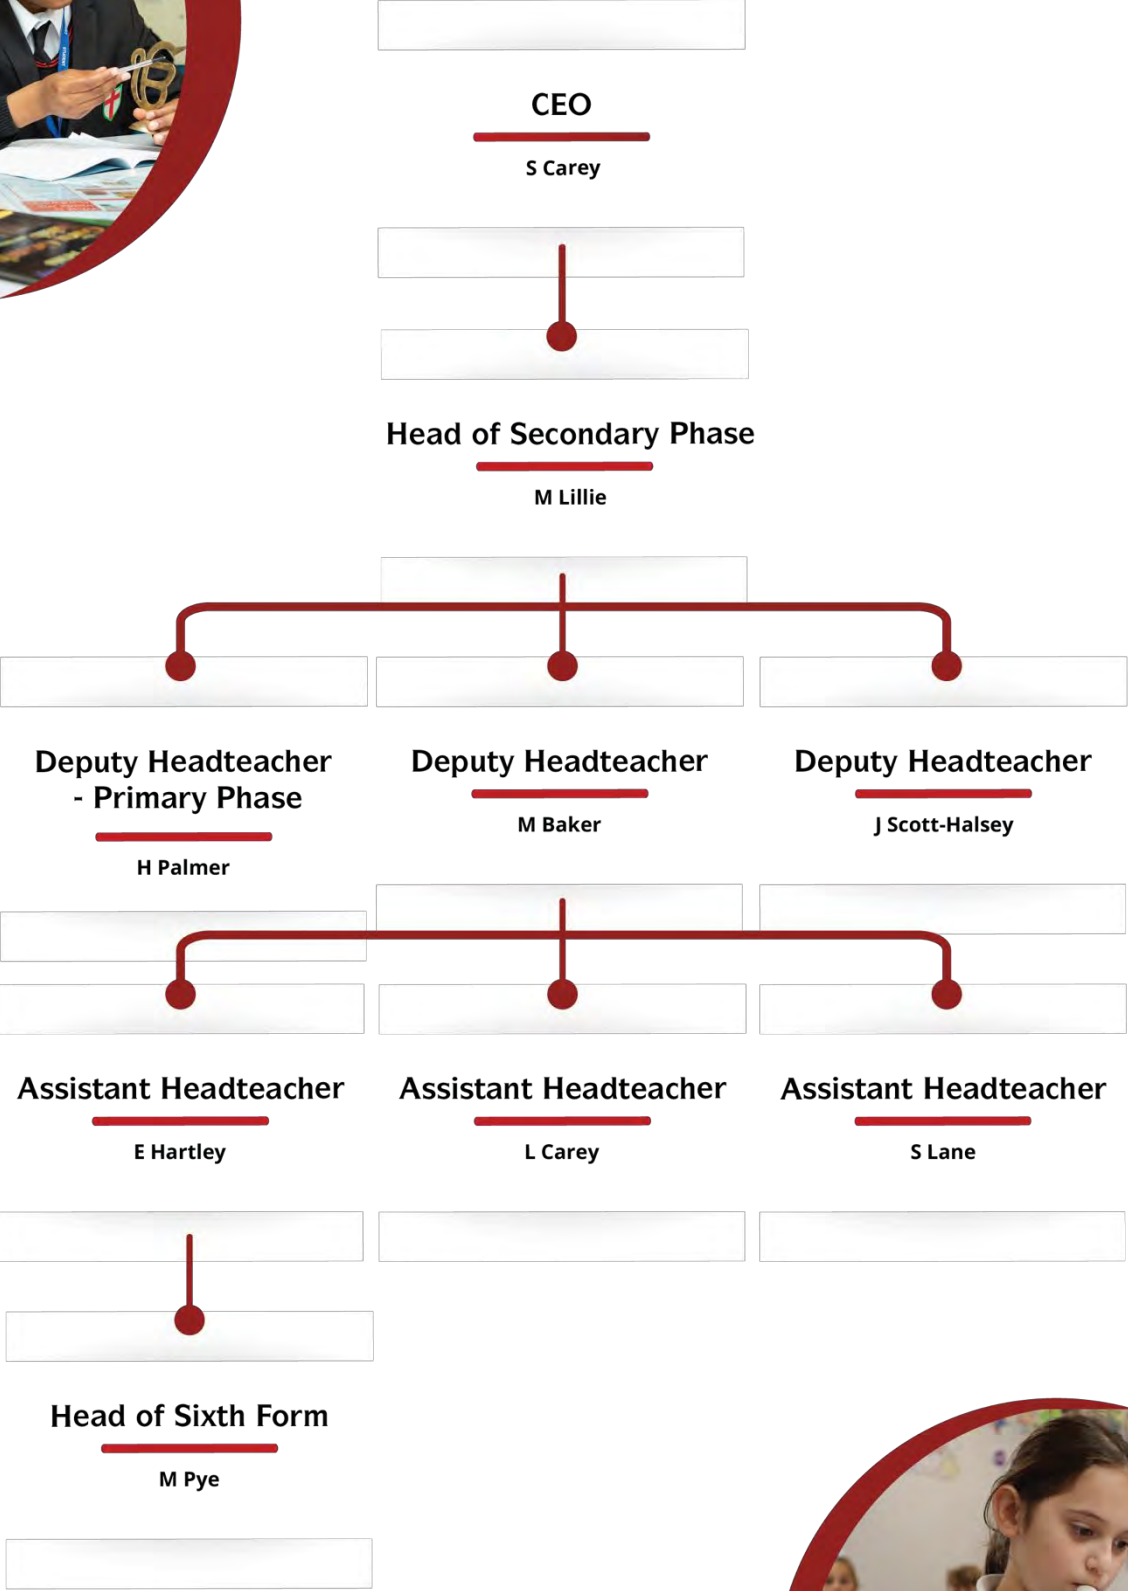 CEO
S Carey
Head of Secondary Phase
M Lillie
Deputy Headteacher
- Primary Phase
H Palmer
Deputy Headteacher
M Baker
Deputy Headteacher
J Scott-Halsey
Assistant Headteacher
E Hartley
Assistant Headteacher
L Carey
Assistant Headteacher
S Lane
Head of Sixth Form
M Pye